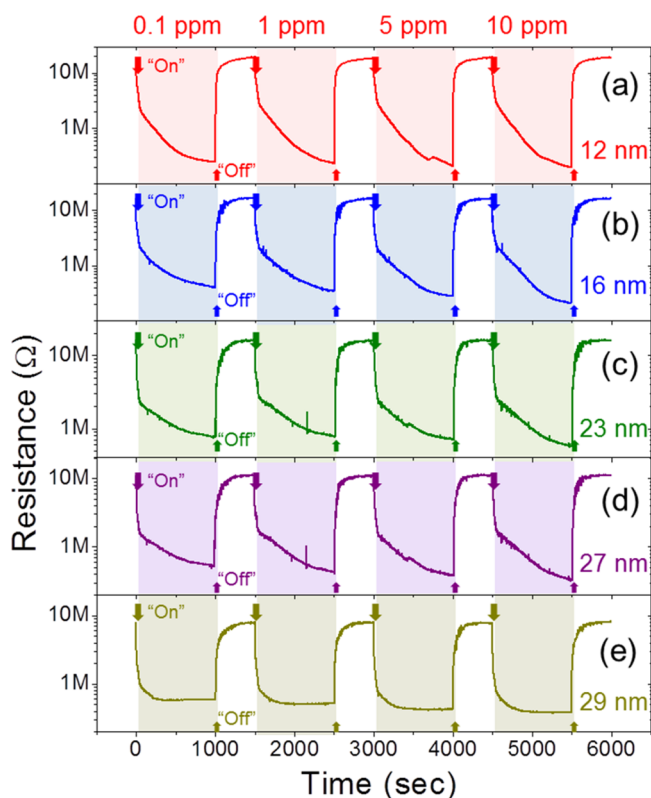 0.1 ppm 1 ppm 5 ppm 10 ppm
10M
1M
"On"
"Off"
(a)
12 nm
10M
1M
"On"
"Off"
(b)
16 nm
10M
1M
"On"
"Off"
(c)
23 nm
10M
1M
"On"
"Off"
(d)
27 nm
10M
1M
"On"
"Off"
(e)
29 nm
Resistance (Ω)
0 1000 2000 3000 4000 5000 6000
Time (sec)